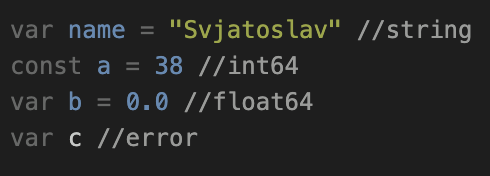 var name = "Svjatoslav" //string
const a = 38 //int64
var b = 0.0 //float64
var c //error